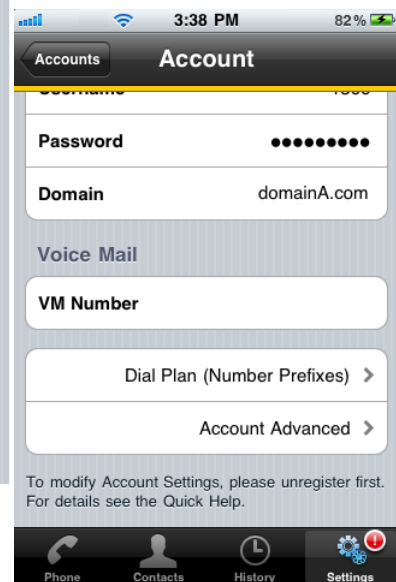 3:38 PM 82%
Accounts Account
Username
Password ●●●●●●●●●
Domain domainA.com
Voice Mail
VM Number
Dial Plan (Number Prefixes)
Account Advanced
To modify Account Settings, please unregister first.
For details see the Quick Help.
Phone Contacts History Settings